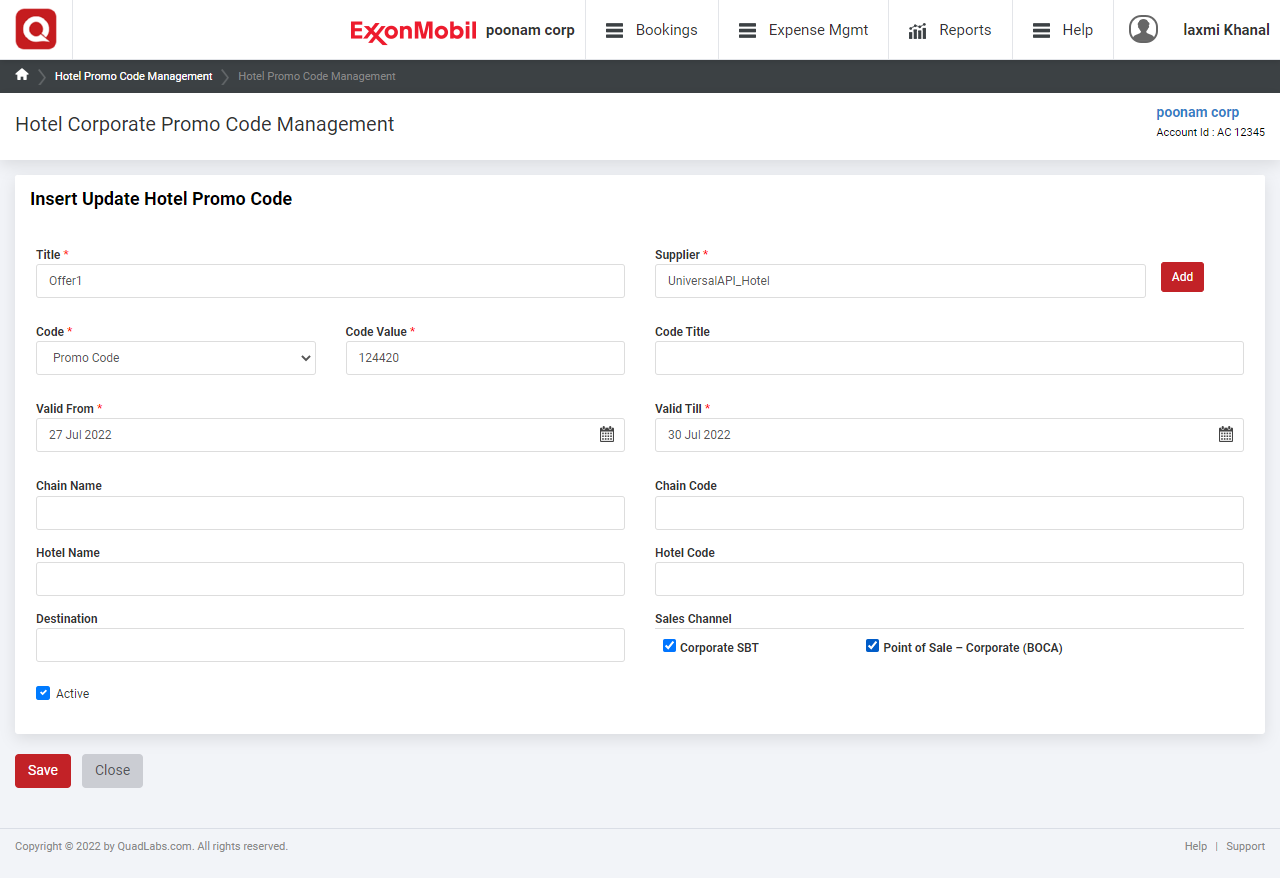 Q
ExxonMobil poonam corp Bookings Expense Mgmt Reports Help laxmi Khanal
Hotel Promo Code Management Hotel Promo Code Management
Hotel Corporate Promo Code Management
poonam corp
Account Id : AC 12345
Insert Update Hotel Promo Code
Title * Supplier *
Offer1 UniversalAPI_Hotel Add
Code * Code Value * Code Title
Promo Code 124420
Valid From * Valid Till *
27 Jul 2022 30 Jul 2022
Chain Name Chain Code
Hotel Name Hotel Code
Destination Sales Channel
Corporate SBT Point of Sale – Corporate (BOCA)
Active
Save Close
Copyright © 2022 by QuadLabs.com. All rights reserved. Help | Support